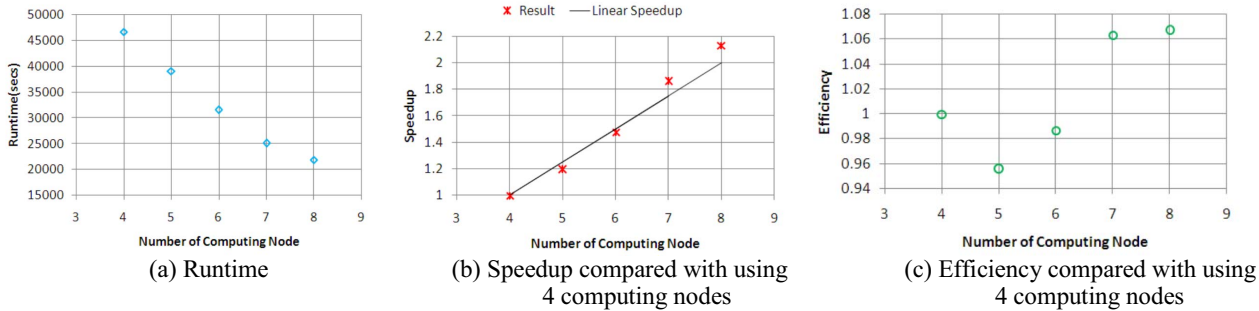 50000
45000
40000
35000
30000
25000
20000
15000
Runtime(secs)
3 4 5 6 7 8 9
Number of Computing Node
(a) Runtime
Result Linear Speedup
2.2
2
1.8
1.6
1.4
1.2
1
Speedup
3 4 5 6 7 8 9
Number of Computing Node
(b) Speedup compared with using
4 computing nodes
1.08
1.06
1.04
1.02
1
0.98
0.96
0.94
Efficiency
3 4 5 6 7 8 9
Number of Computing Node
(c) Efficiency compared with using
4 computing nodes